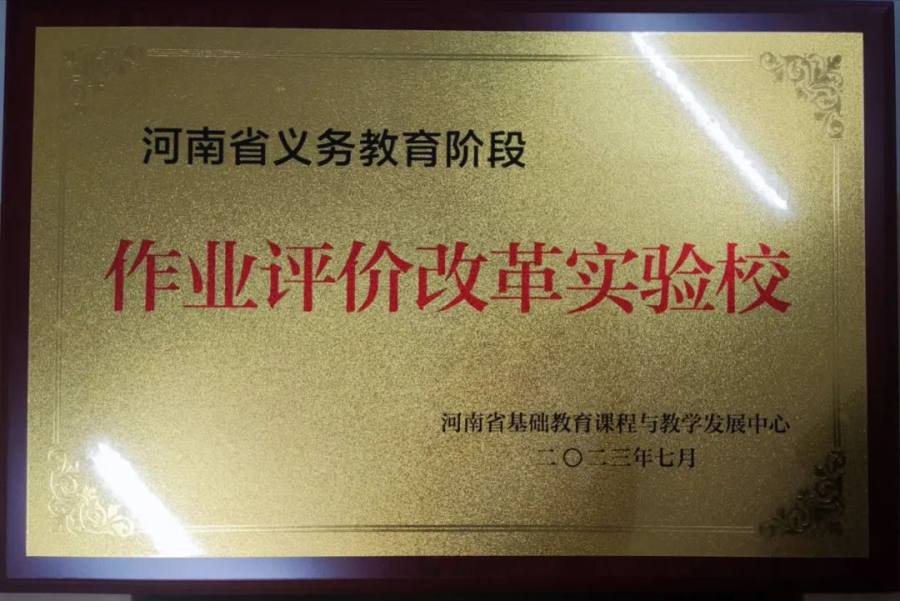 河南省义务教育阶段
作业评价改革实验校
河南省基础教育课程与教学发展中心
二〇二三年七月